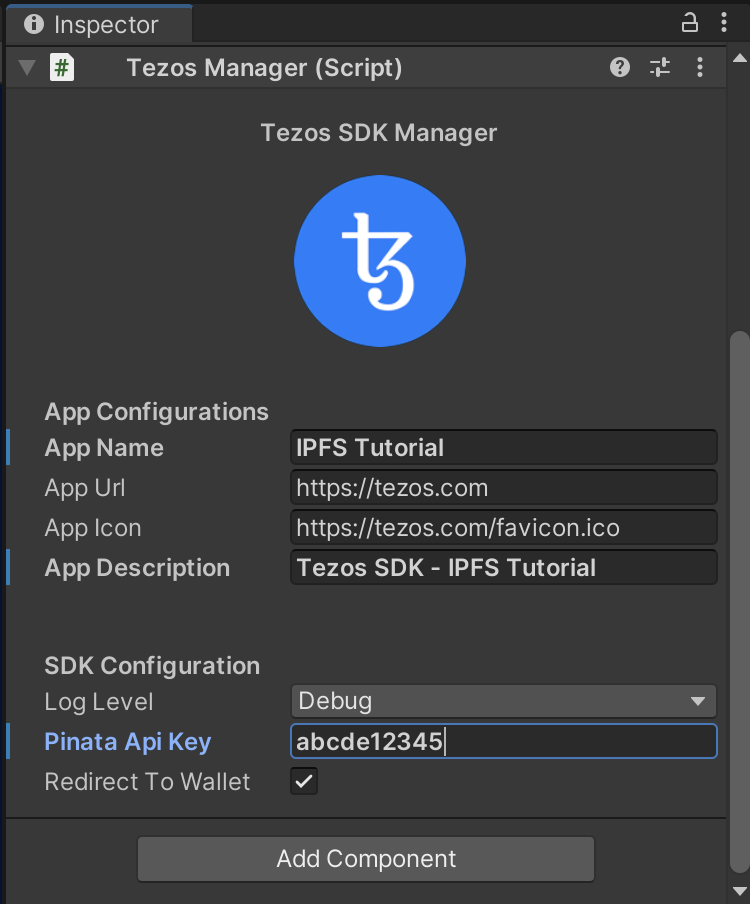 Inspector
# Tezos Manager (Script)
Tezos SDK Manager
App Configurations
App Name IPFS Tutorial
App Url https://tezos.com
App Icon https://tezos.com/favicon.ico
App Description Tezos SDK - IPFS Tutorial
SDK Configuration
Log Level Debug
Pinata Api Key abcde12345
Redirect To Wallet
Add Component